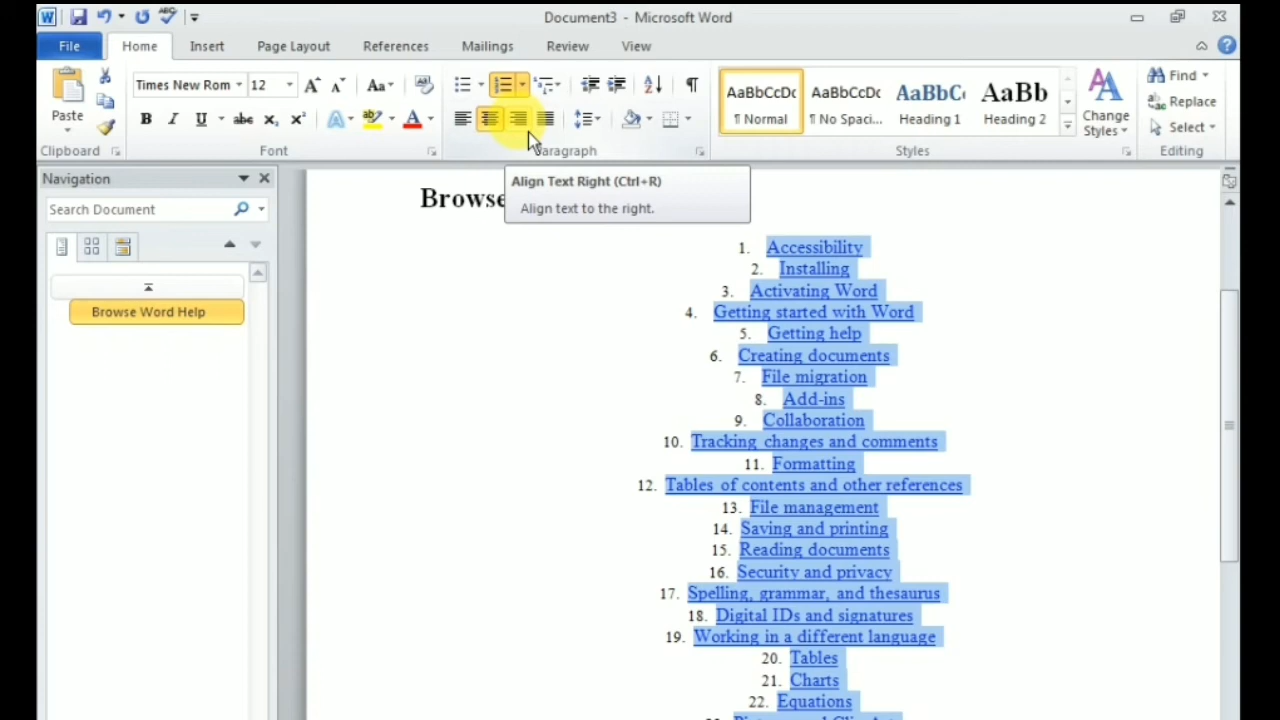 Document3 - Microsoft Word
File Home Insert Page Layout References Mailings Review View
Times New Rom 12
Paste
Clipboard Font Paragraph Styles Editing
AaBbCcDc AaBbCcDc AaBbC AaBb
¶ Normal ¶ No Spaci... Heading 1 Heading 2
Change Styles
Find
Replace
Select
Navigation
Search Document
Browse Word Help
Align Text Right (Ctrl+R)
Align text to the right.
Browse
1. Accessibility
2. Installing
3. Activating Word
4. Getting started with Word
5. Getting help
6. Creating documents
7. File migration
8. Add-ins
9. Collaboration
10. Tracking changes and comments
11. Formatting
12. Tables of contents and other references
13. File management
14. Saving and printing
15. Reading documents
16. Security and privacy
17. Spelling, grammar, and thesaurus
18. Digital IDs and signatures
19. Working in a different language
20. Tables
21. Charts
22. Equations